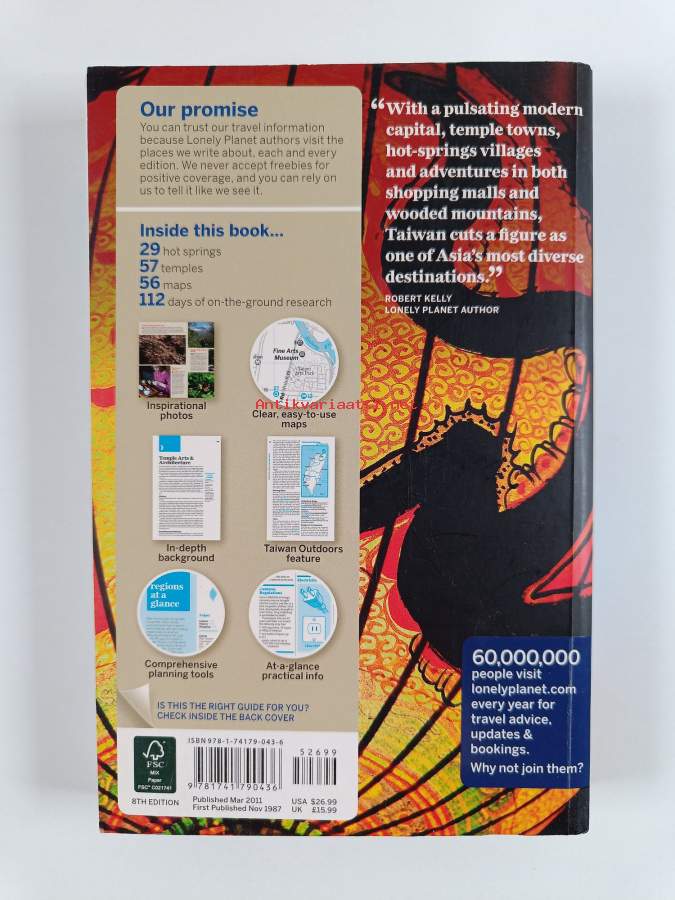 Our promise
You can trust our travel information
because Lonely Planet authors visit the
places we write about, each and every
edition. We never accept freebies for
positive coverage, and you can rely on
us to tell it like we see it.
Inside this book...
29 hot springs
57 temples
56 maps
112 days of on-the-ground research
Fine Arts
Museum
Inspirational
photos
Clear, easy-to-use
maps
Temple Arts &
Architecture
In-depth
background
Taiwan Outdoors
feature
regions
at a
glance
Comprehensive
planning tools
At-a-glance
practical info
IS THIS THE RIGHT GUIDE FOR YOU?
CHECK INSIDE THE BACK COVER
FSC
MIX
Paper
FSC® C021741
8TH EDITION
ISBN 978-1-74179-043-6
52699
9 781741 790436
Published Mar 2011
First Published Nov 1987
USA $26.99
UK £15.99
“With a pulsating modern
capital, temple towns,
hot-springs villages
and adventures in both
shopping malls and
wooded mountains,
Taiwan cuts a figure as
one of Asia's most diverse
destinations.”
ROBERT KELLY
LONELY PLANET AUTHOR
60,000,000
people visit
lonelyplanet.com
every year for
travel advice,
updates &
bookings.
Why not join them?
Antikvariaatti.net